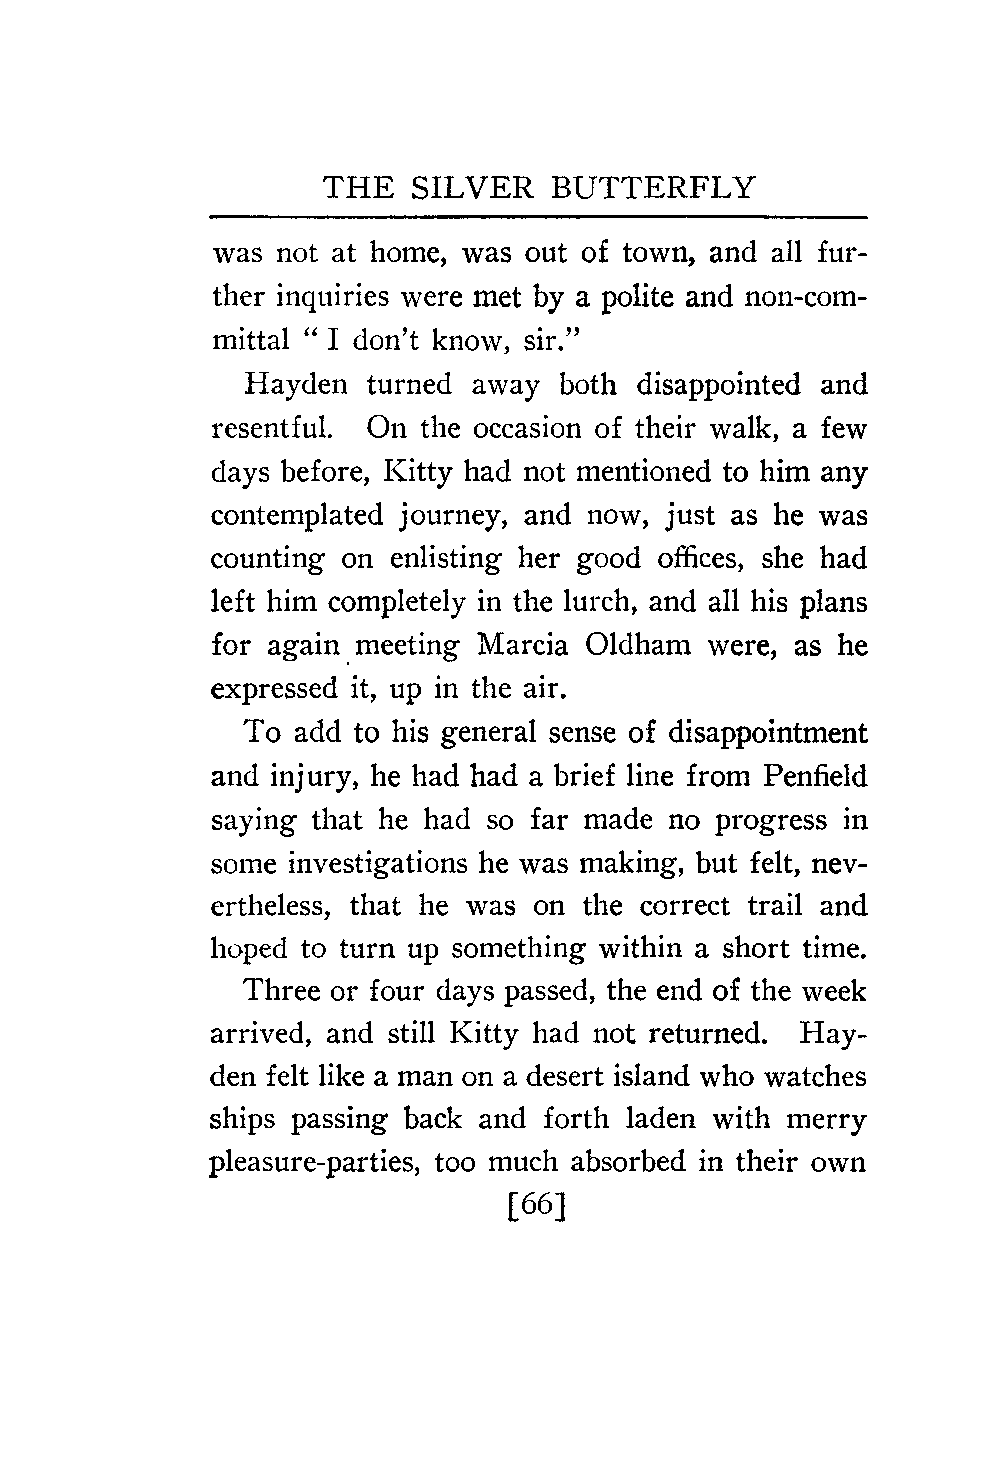 THE SILVER BUTTERFLY
was not at home, was out of town, and all fur-
ther inquiries were met by a polite and non-com-
mittal “ I don’t know, sir.”
Hayden turned away both disappointed and
resentful. On the occasion of their walk, a few
days before, Kitty had not mentioned to him any
contemplated journey, and now, just as he was
counting on enlisting her good offices, she had
left him completely in the lurch, and all his plans
for again meeting Marcia Oldham were, as he
expressed it, up in the air.
To add to his general sense of disappointment
and injury, he had had a brief line from Penfield
saying that he had so far made no progress in
some investigations he was making, but felt, nev-
ertheless, that he was on the correct trail and
hoped to turn up something within a short time.
Three or four days passed, the end of the week
arrived, and still Kitty had not returned. Hay-
den felt like a man on a desert island who watches
ships passing back and forth laden with merry
pleasure-parties, too much absorbed in their own
[66]